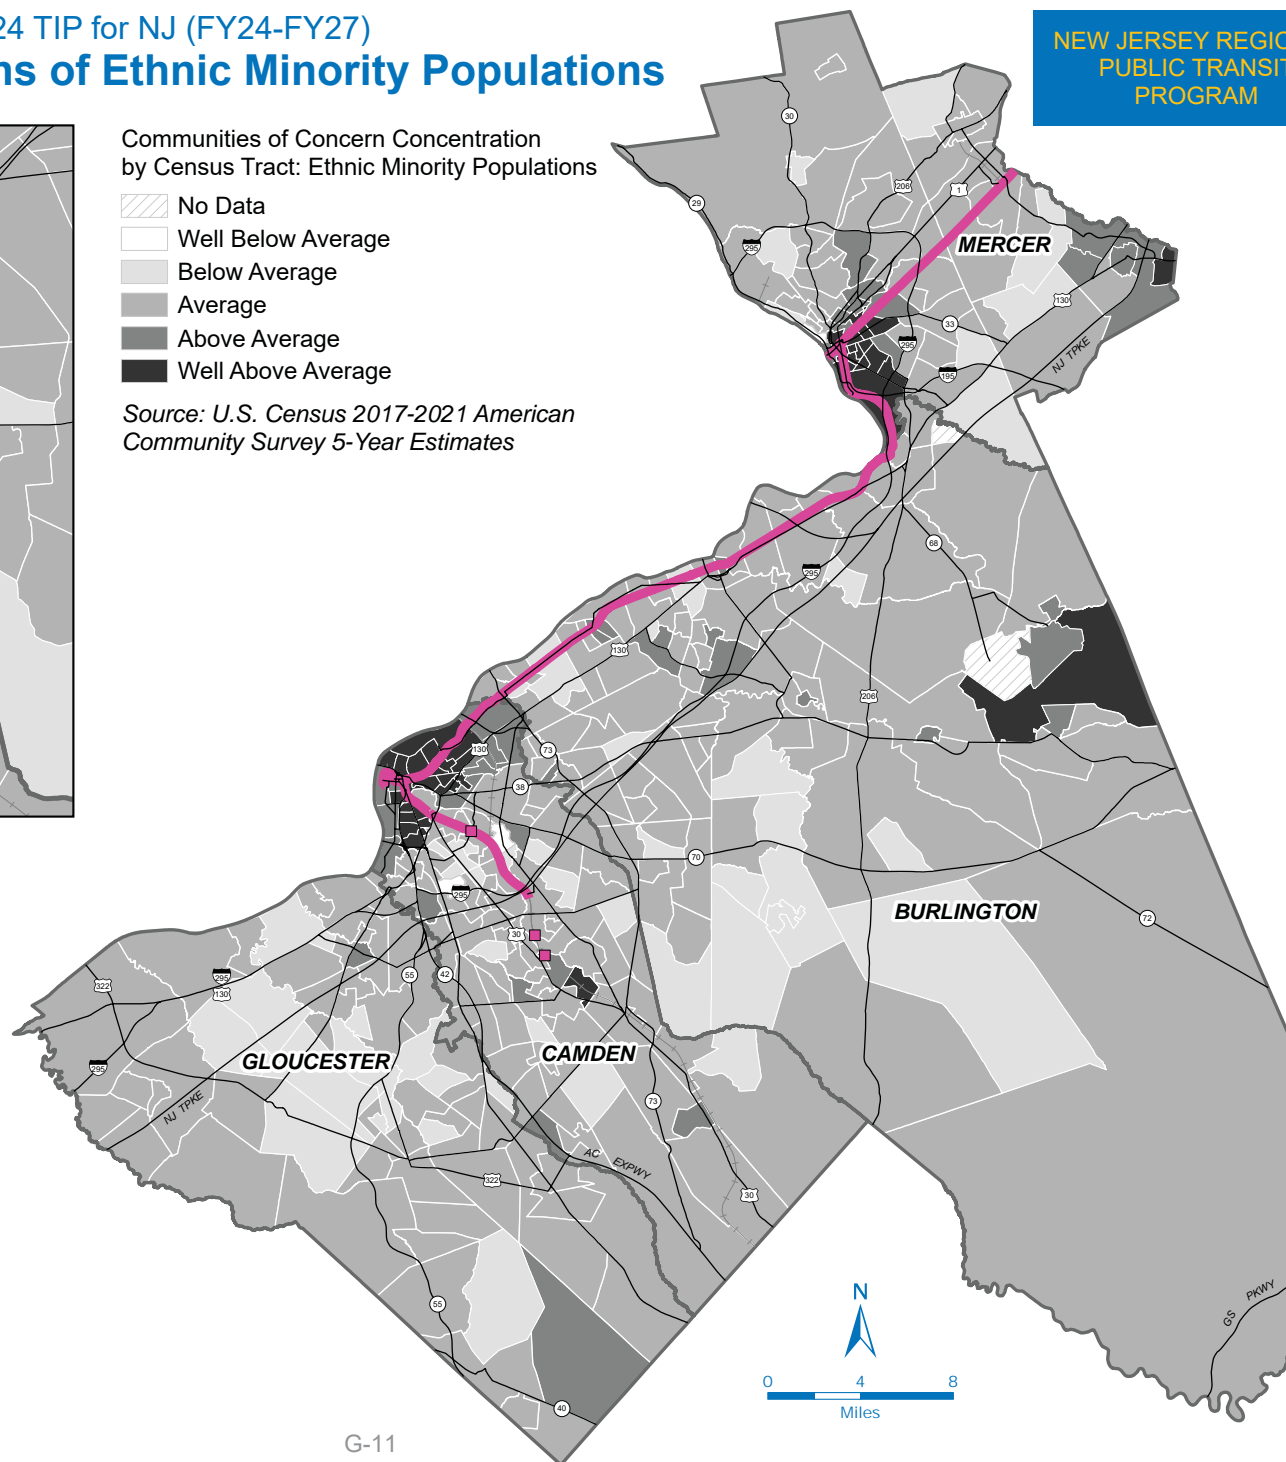 24 TIP for NJ (FY24-FY27)
ns of Ethnic Minority Populations
NEW JERSEY REGIO
PUBLIC TRANSIT
PROGRAM
Communities of Concern Concentration
by Census Tract: Ethnic Minority Populations
No Data
Well Below Average
Below Average
Average
Above Average
Well Above Average
Source: U.S. Census 2017-2021 American
Community Survey 5-Year Estimates
30
206
1
29
295
MERCER
130
33
295
195
NJ TPKE
68
295
130
206
130
73
38
70
295
BURLINGTON
72
30
55
42
322
295
130
GLOUCESTER
CAMDEN
295
NJ TPKE
73
AC EXPWY
322
30
55
40
GS PKWY
N
0 4 8
Miles
G-11